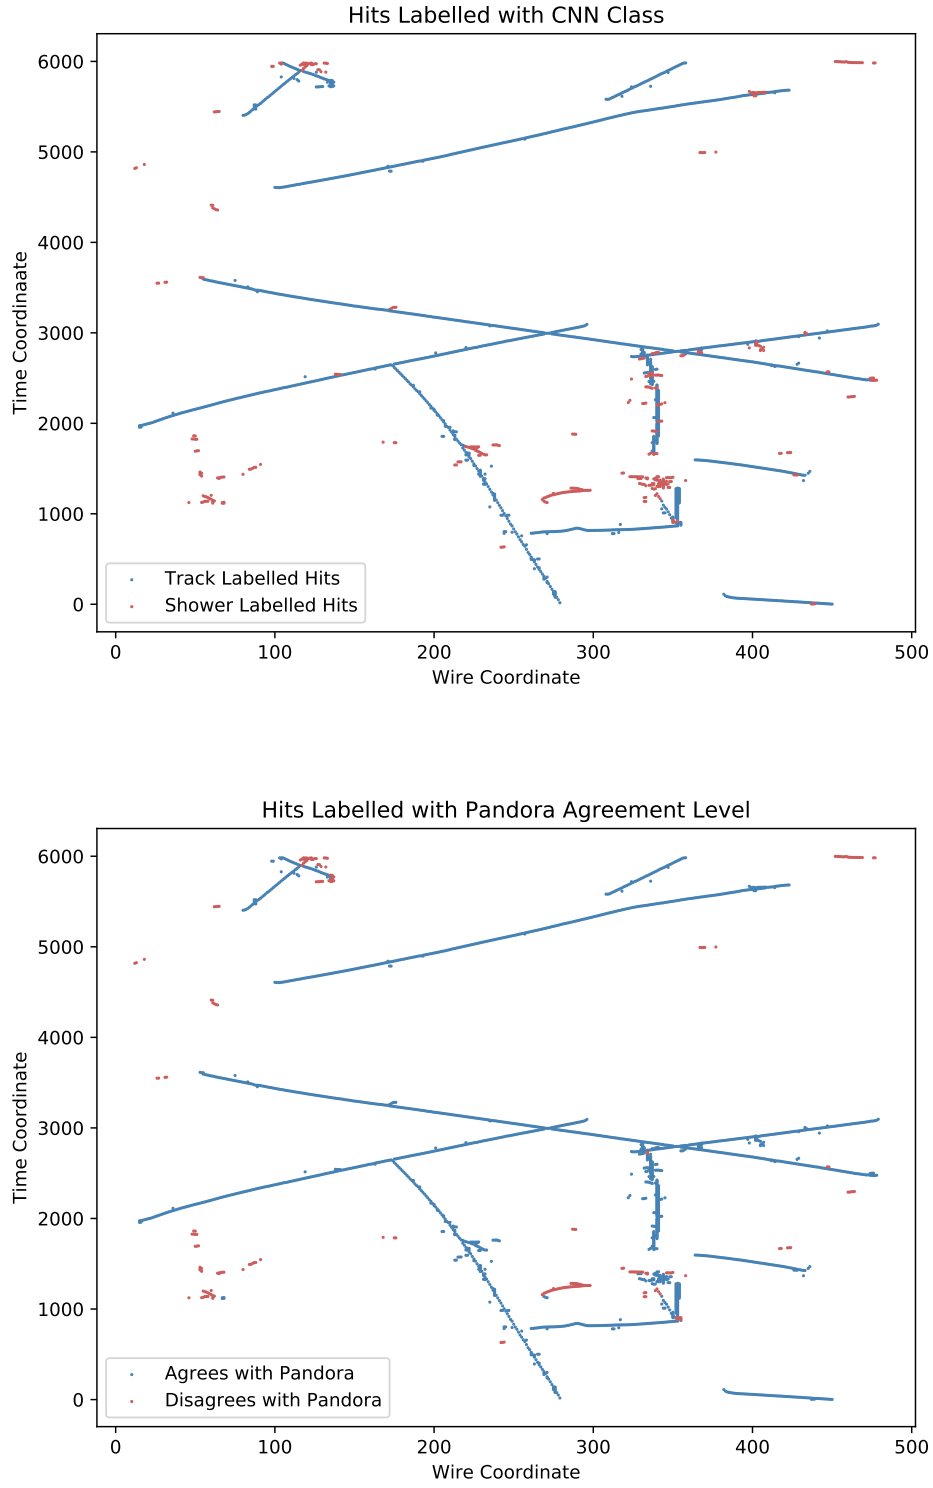 Hits Labelled with CNN Class
6000
5000
4000
3000
2000
1000
0
Time Coordinaate
Track Labelled Hits
Shower Labelled Hits
0 100 200 300 400 500
Wire Coordinate
Hits Labelled with Pandora Agreement Level
6000
5000
4000
3000
2000
1000
0
Time Coordinate
Agrees with Pandora
Disagrees with Pandora
0 100 200 300 400 500
Wire Coordinate